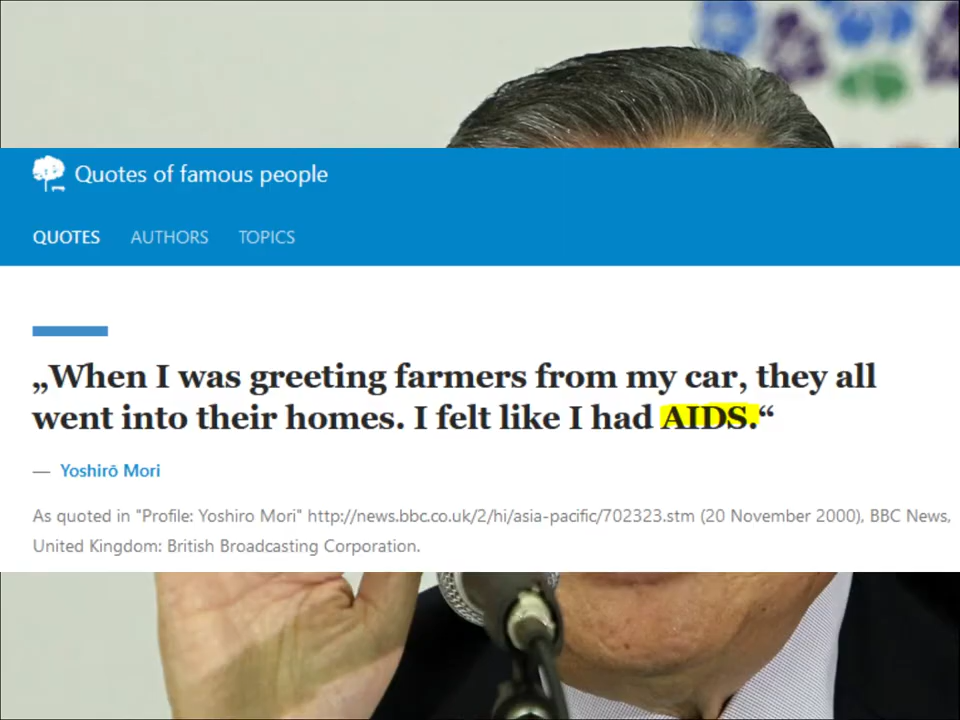 Quotes of famous people
QUOTES AUTHORS TOPICS
„When I was greeting farmers from my car, they all
went into their homes. I felt like I had AIDS.“
— Yoshirō Mori
As quoted in "Profile: Yoshiro Mori" http://news.bbc.co.uk/2/hi/asia-pacific/702323.stm (20 November 2000), BBC News,
United Kingdom: British Broadcasting Corporation.